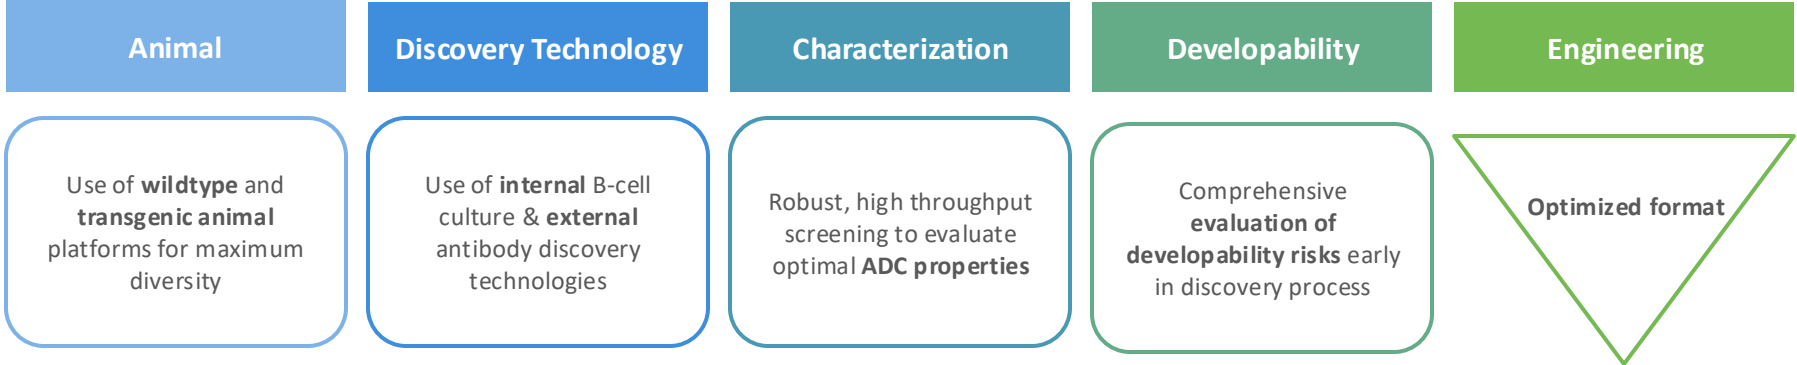 Animal
Discovery Technology
Characterization
Developability
Engineering
Use of wildtype and
transgenic animal
platforms for maximum
diversity
Use of internal B-cell
culture & external
antibody discovery
technologies
Robust, high throughput
screening to evaluate
optimal ADC properties
Comprehensive
evaluation of
developability risks early
in discovery process
Optimized format